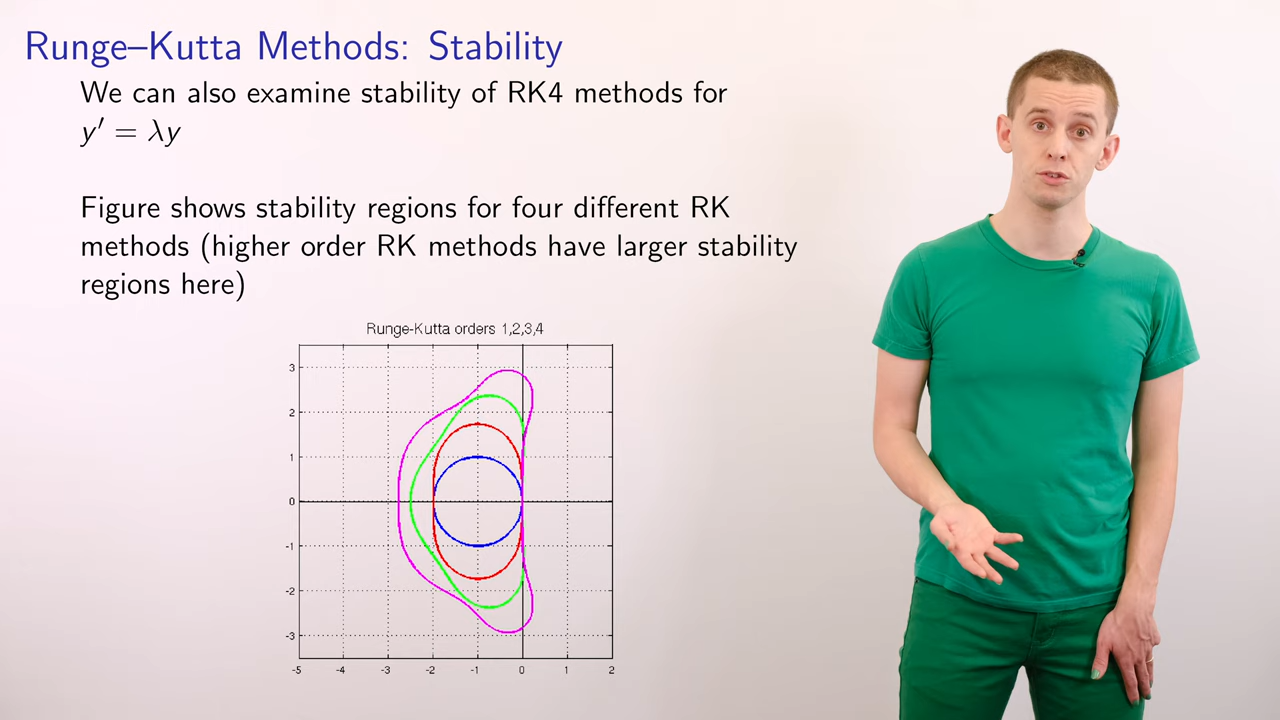 Runge–Kutta Methods: Stability
We can also examine stability of RK4 methods for
y′ = λy
Figure shows stability regions for four different RK
methods (higher order RK methods have larger stability
regions here)
Runge-Kutta orders 1,2,3,4
3
2
1
0
-1
-2
-3
-5 -4 -3 -2 -1 0 1 2